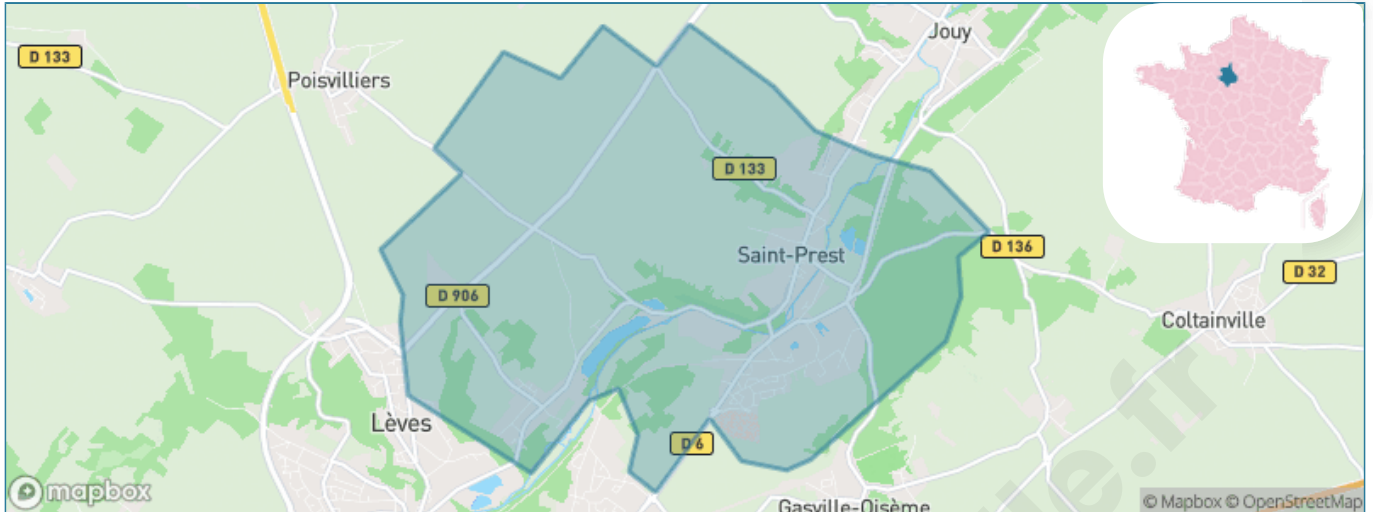 Jouy
D 133
Poisvilliers
D 133
Saint-Prest
D 136
D 32
D 906
Coltainville
Lèves
D 6
mapbox
Gasville-Oisème
© Mapbox © OpenStreetMap